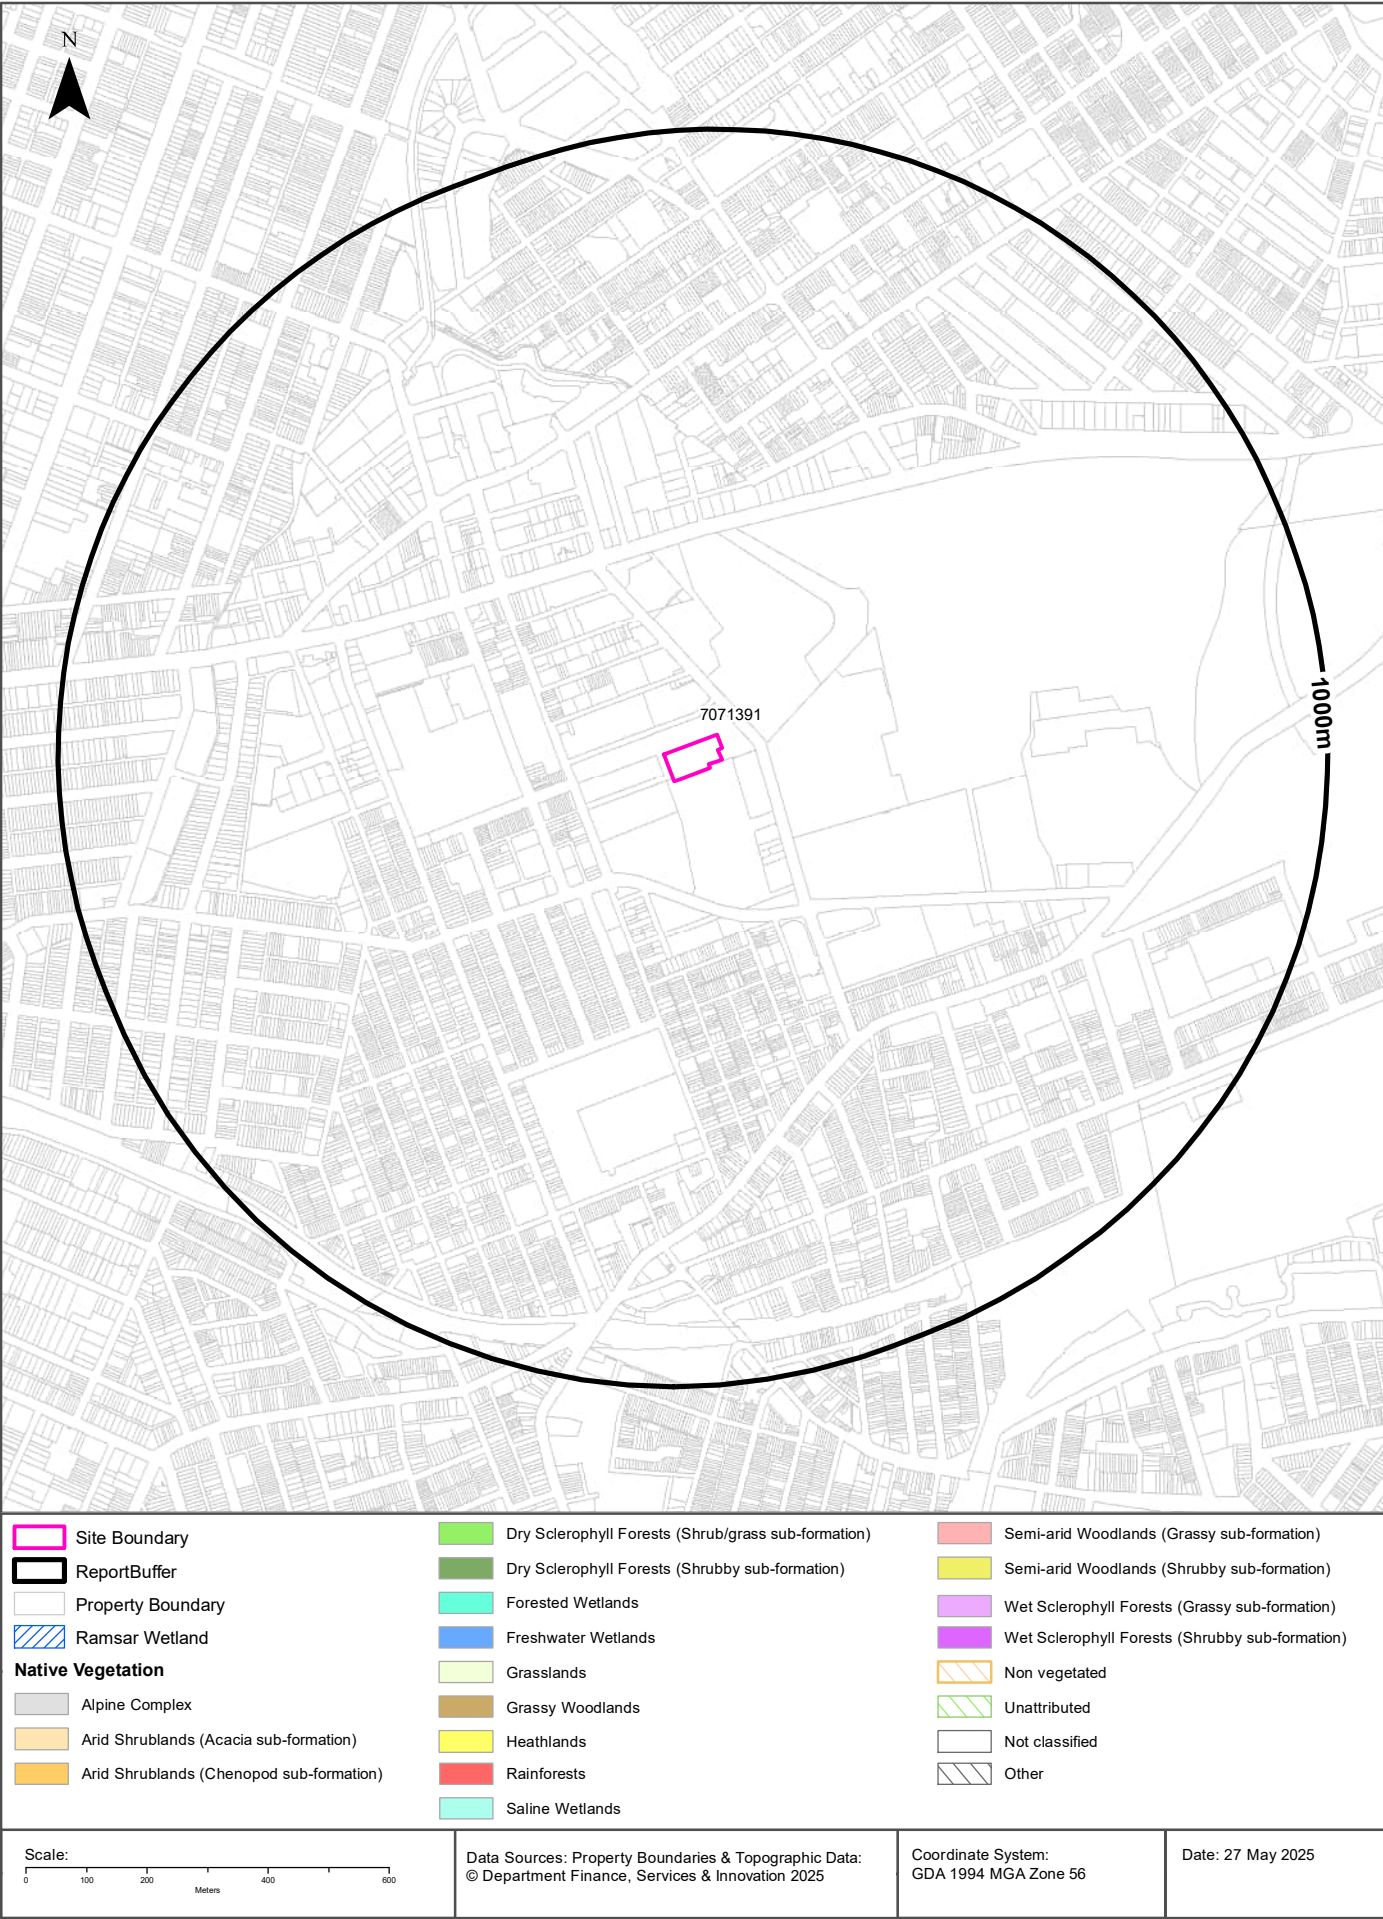 N
7071391
1000m
Site Boundary
ReportBuffer
Property Boundary
Ramsar Wetland
Native Vegetation
Alpine Complex
Arid Shrublands (Acacia sub-formation)
Arid Shrublands (Chenopod sub-formation)
Dry Sclerophyll Forests (Shrub/grass sub-formation)
Dry Sclerophyll Forests (Shrubby sub-formation)
Forested Wetlands
Freshwater Wetlands
Grasslands
Grassy Woodlands
Heathlands
Rainforests
Saline Wetlands
Semi-arid Woodlands (Grassy sub-formation)
Semi-arid Woodlands (Shrubby sub-formation)
Wet Sclerophyll Forests (Grassy sub-formation)
Wet Sclerophyll Forests (Shrubby sub-formation)
Non vegetated
Unattributed
Not classified
Other
Scale:
0 100 200 400 600
Meters
Data Sources: Property Boundaries & Topographic Data:
© Department Finance, Services & Innovation 2025
Coordinate System:
GDA 1994 MGA Zone 56
Date: 27 May 2025